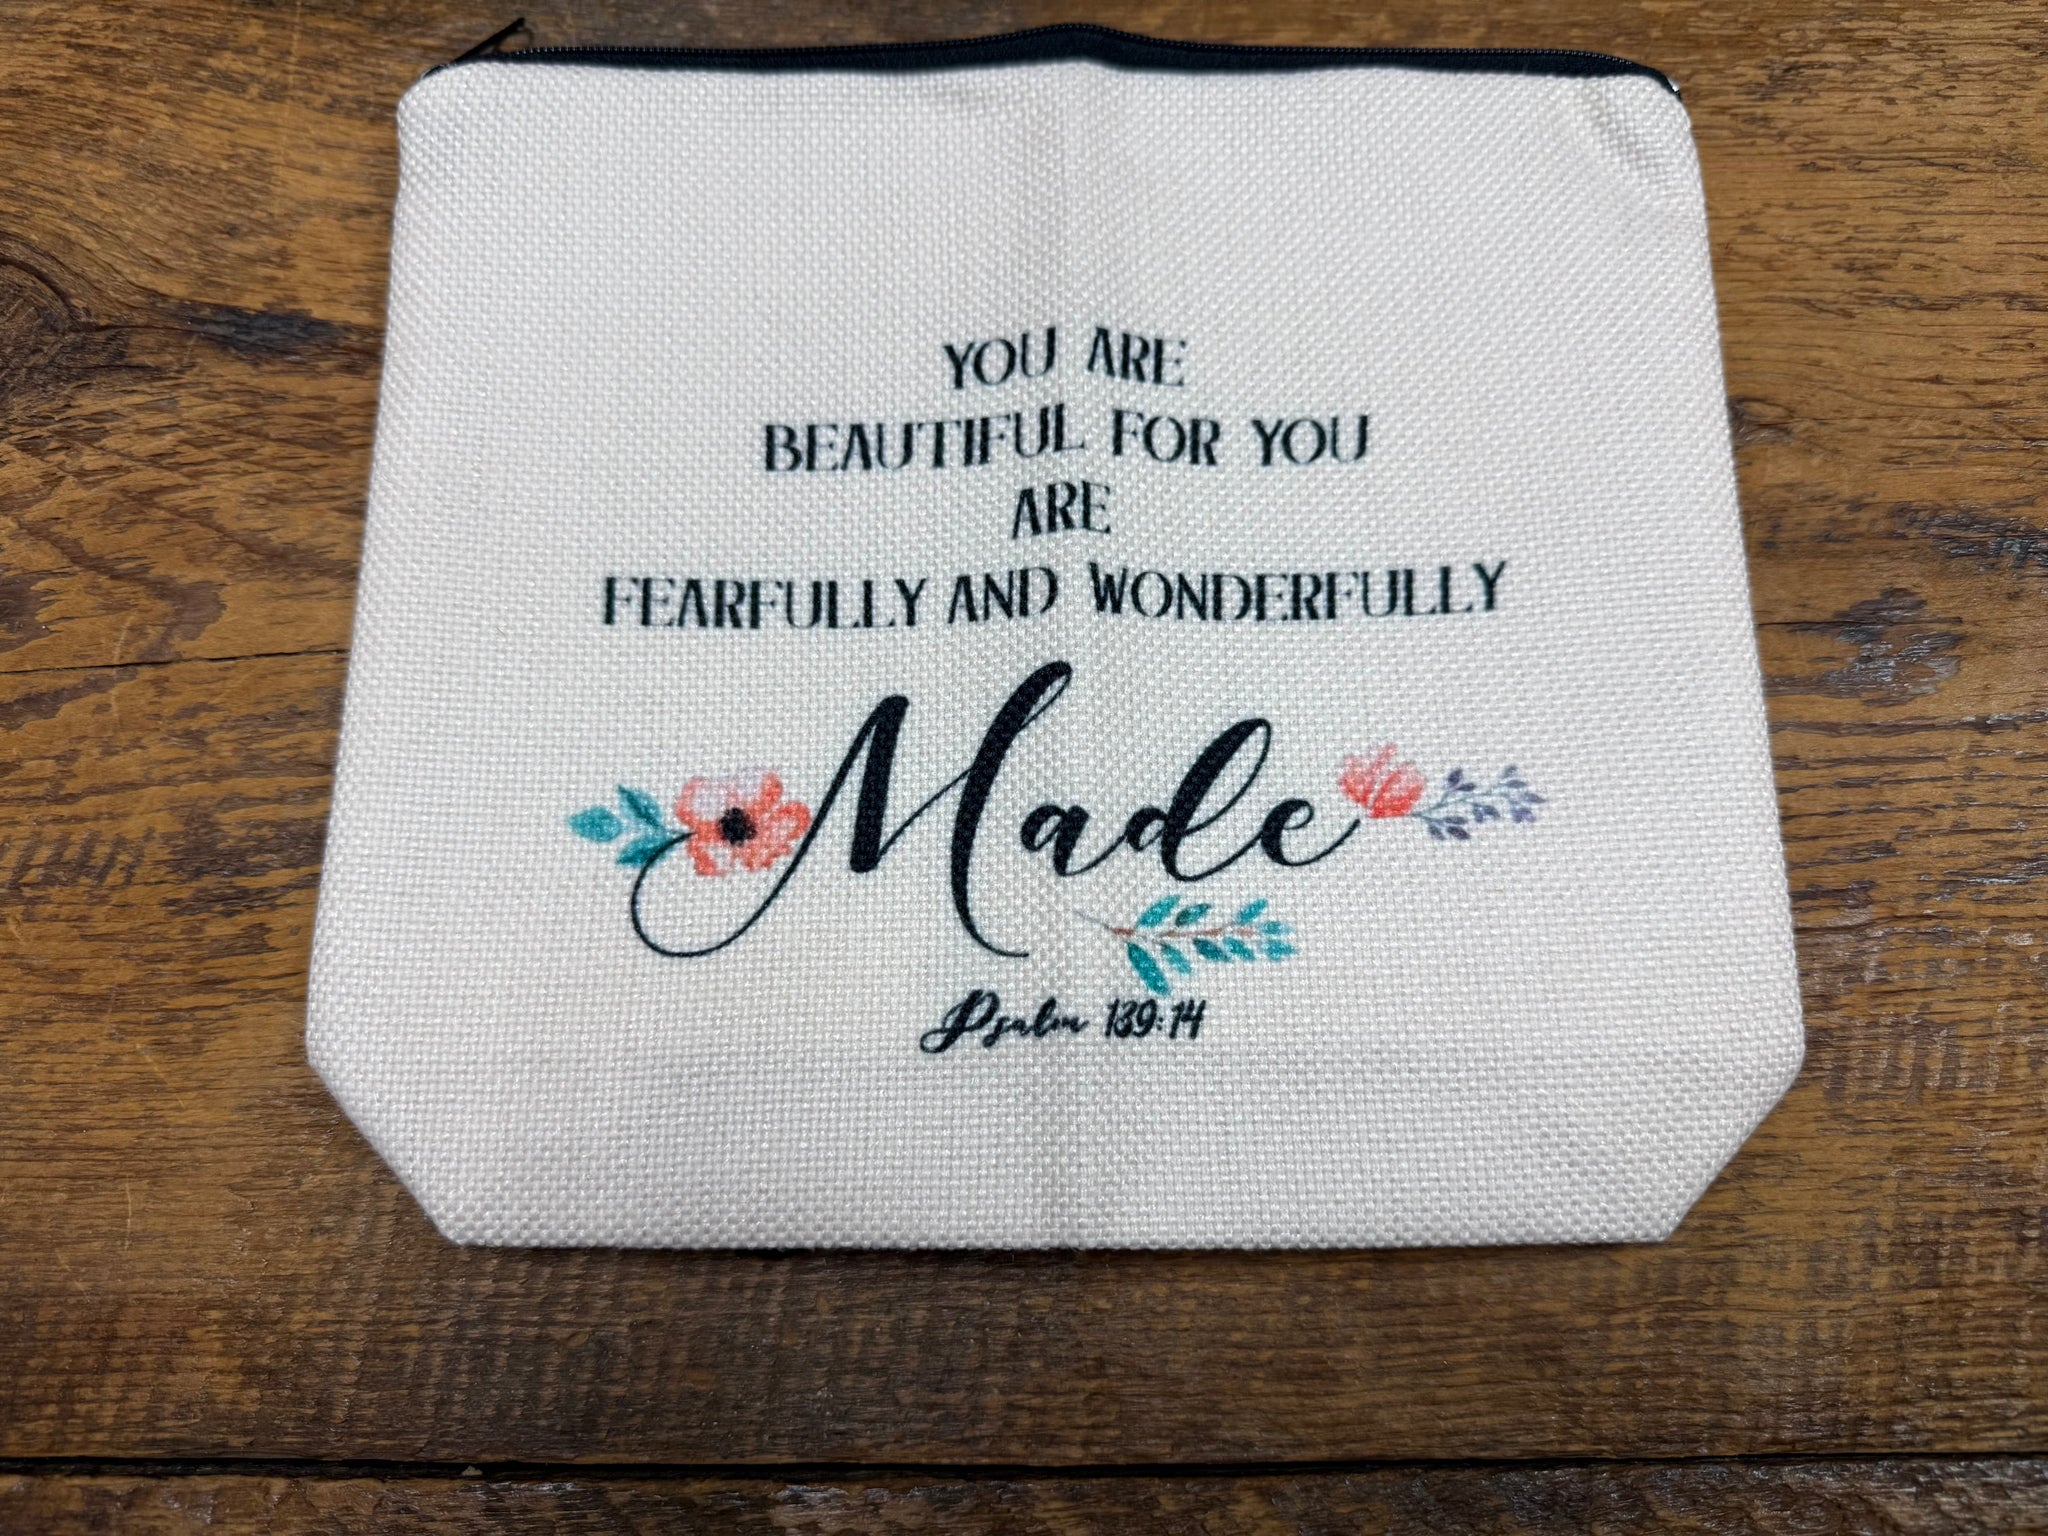 YOU ARE
BEAUTIFUL FOR YOU
ARE
FEARFULLY AND WONDERFULLY
Made
Psalm 139:14